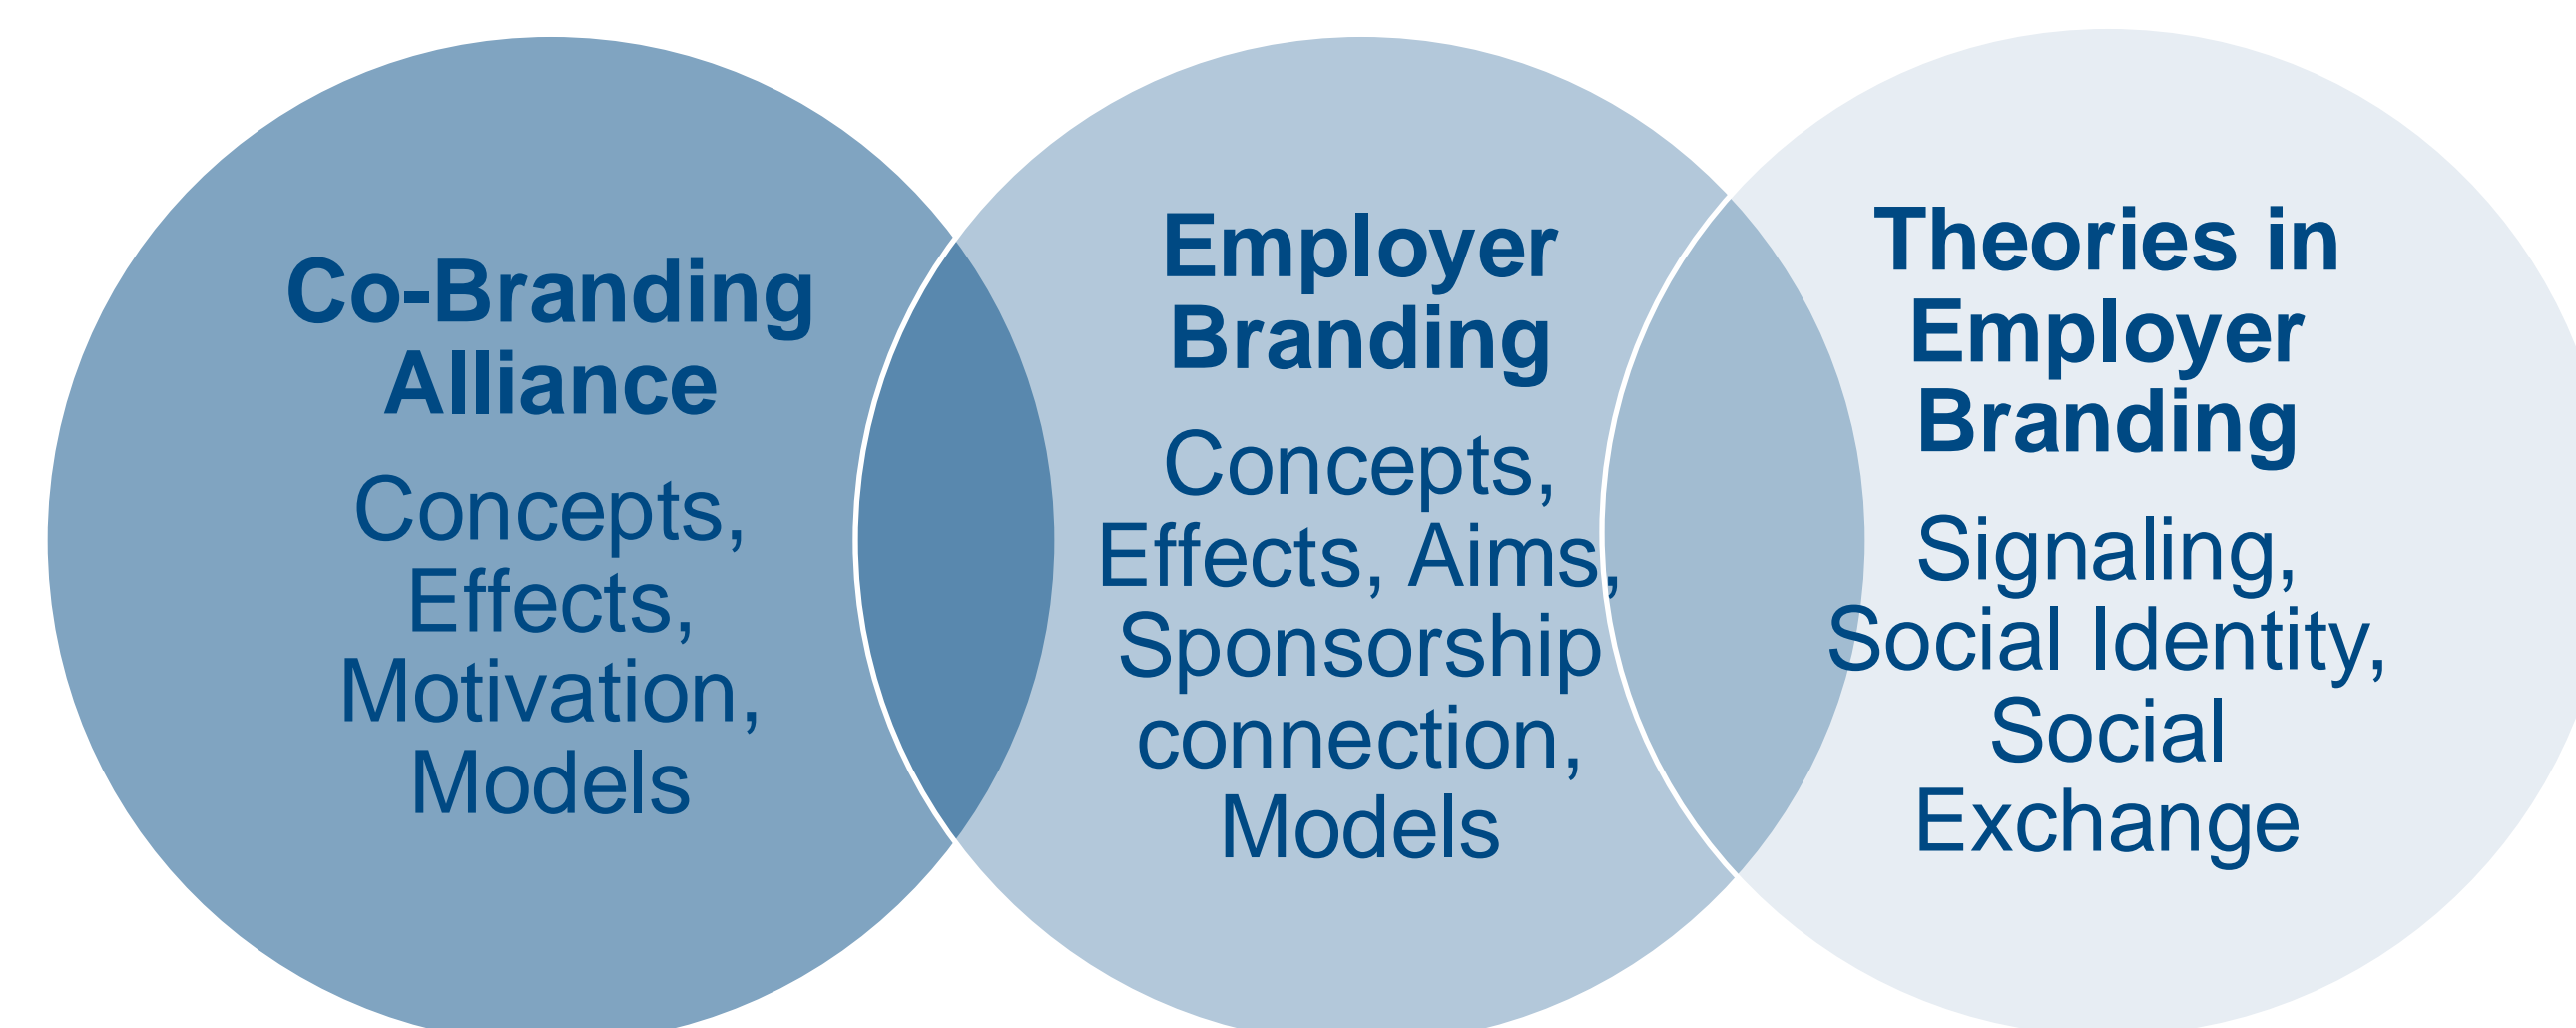 Co-Branding
Alliance
Concepts,
Effects,
Motivation,
Models
Employer
Branding
Concepts,
Effects, Aims,
Sponsorship
connection,
Models
Theories in
Employer
Branding
Signaling,
Social Identity,
Social
Exchange